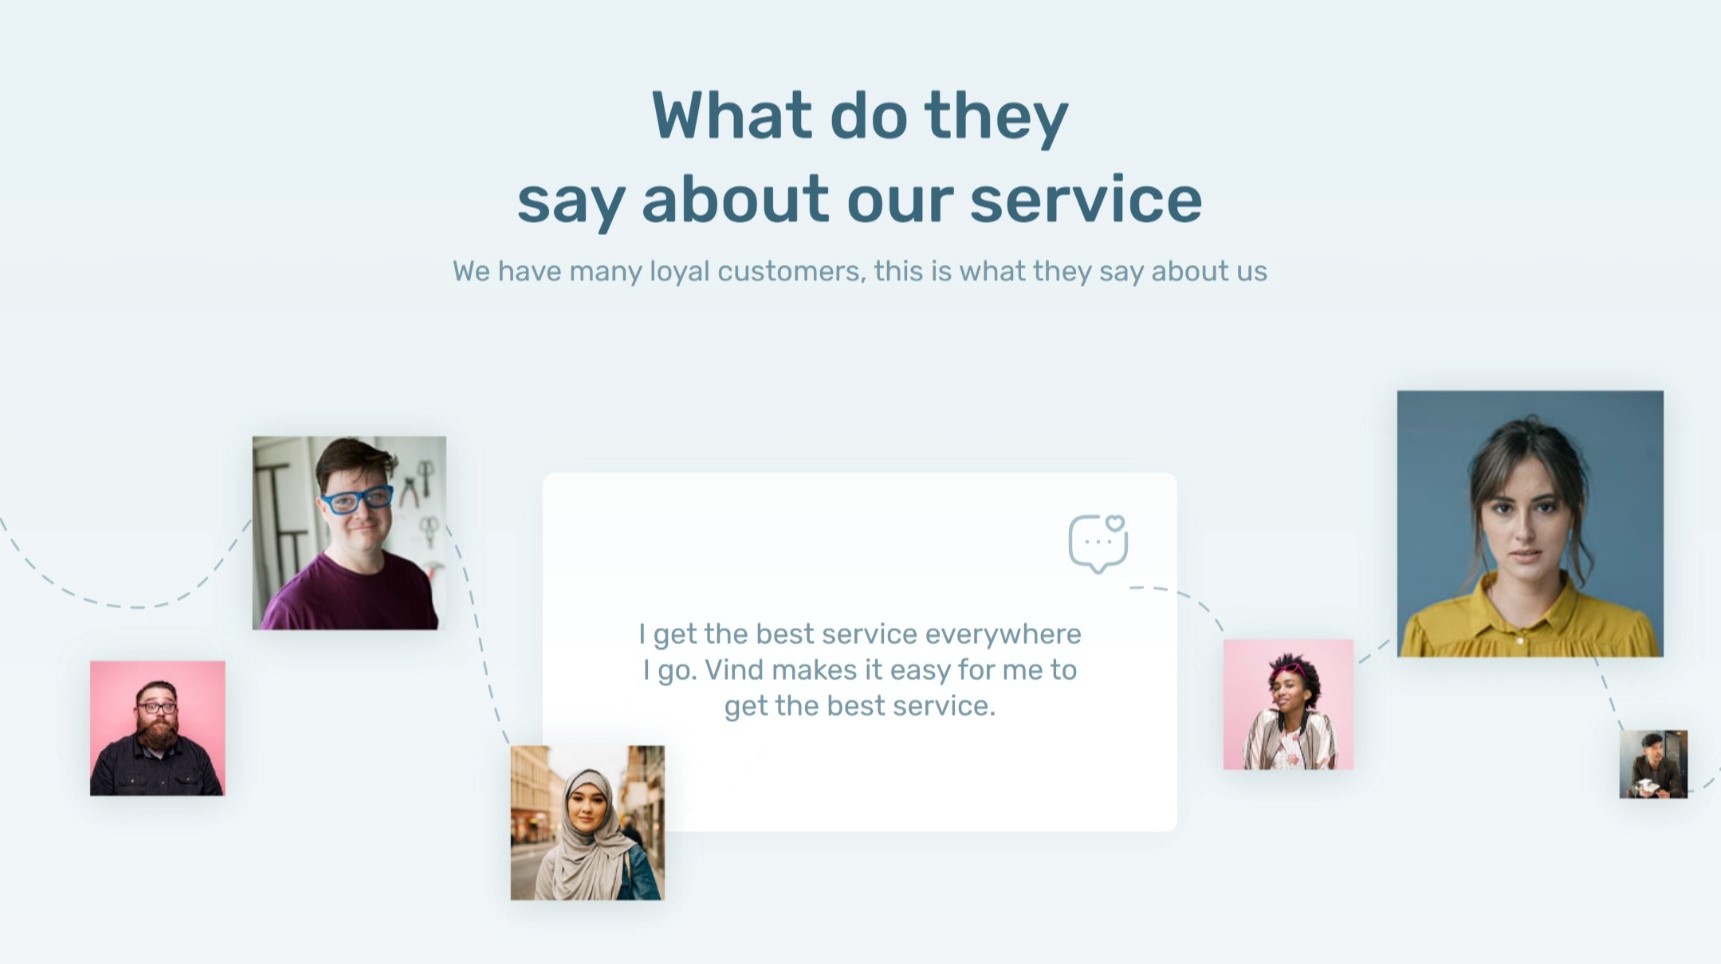 What do they
say about our service
We have many loyal customers, this is what they say about us
I get the best service everywhere
I go. Vind makes it easy for me to
get the best service.